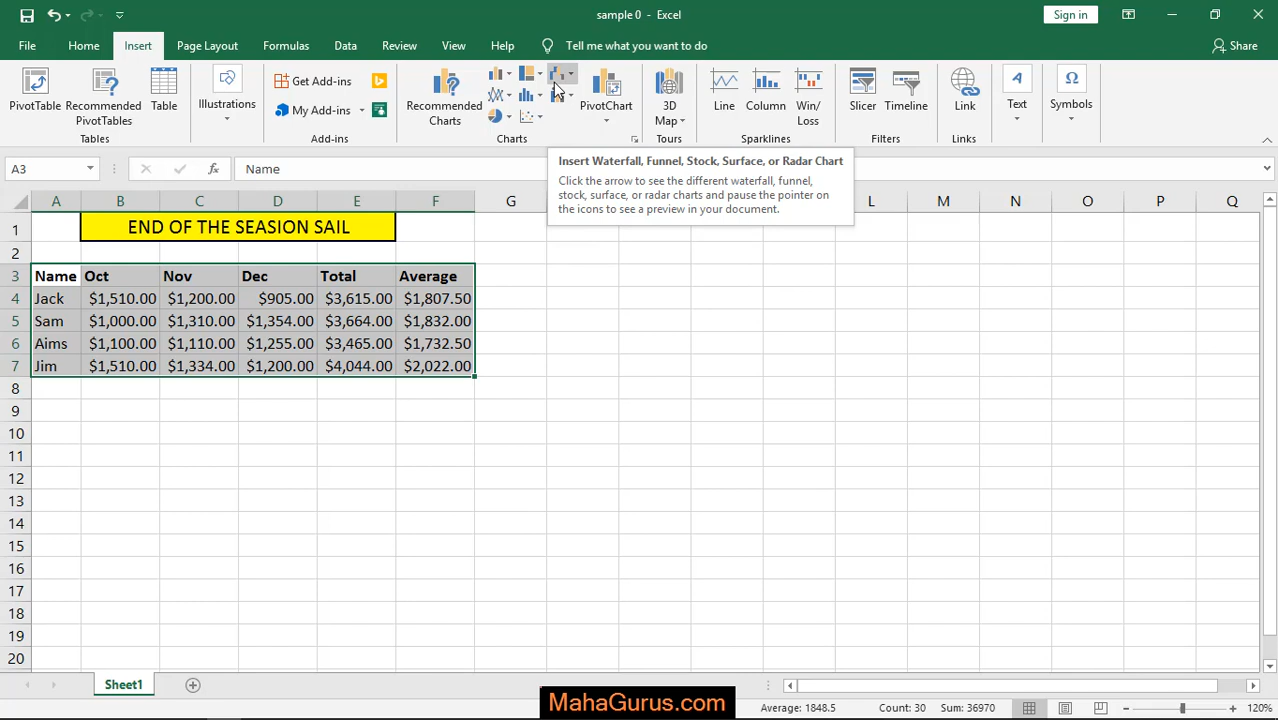 sample 0 - Excel
Sign in
File Home Insert Page Layout Formulas Data Review View Help Tell me what you want to do Share
PivotTable Recommended PivotTables Table
Tables
Illustrations
Get Add-ins
My Add-ins
Add-ins
Recommended Charts
Charts
PivotChart
3D Map
Tours
Line Column Win/Loss
Sparklines
Slicer Timeline
Filters
Link
Links
Text
Symbols
A3 fx Name
Insert Waterfall, Funnel, Stock, Surface, or Radar Chart
Click the arrow to see the different waterfall, funnel,
stock, surface, or radar charts and pause the pointer on
the icons to see a preview in your document.
A B C D E F G L M N O P Q
1 END OF THE SEASION SAIL
2
3 Name Oct Nov Dec Total Average
4 Jack $1,510.00 $1,200.00 $905.00 $3,615.00 $1,807.50
5 Sam $1,000.00 $1,310.00 $1,354.00 $3,664.00 $1,832.00
6 Aims $1,100.00 $1,110.00 $1,255.00 $3,465.00 $1,732.50
7 Jim $1,510.00 $1,334.00 $1,200.00 $4,044.00 $2,022.00
8
9
10
11
12
13
14
15
16
17
18
19
20
Sheet1
MahaGurus.com
Average: 1848.5 Count: 30 Sum: 36970 120%